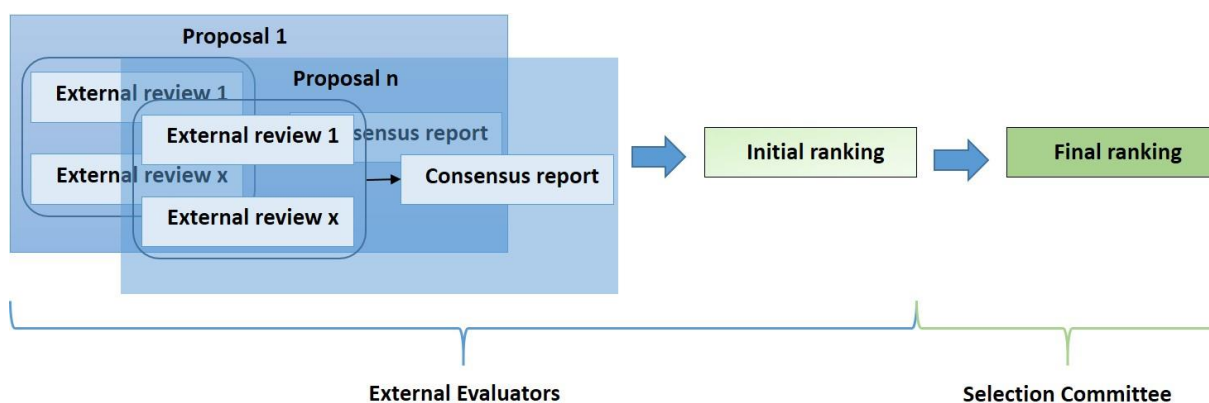 Proposal 1
External review 1
External review x
sensus report
Proposal n
External review 1
External review x
Consensus report
Initial ranking
Final ranking
External Evaluators
Selection Committee